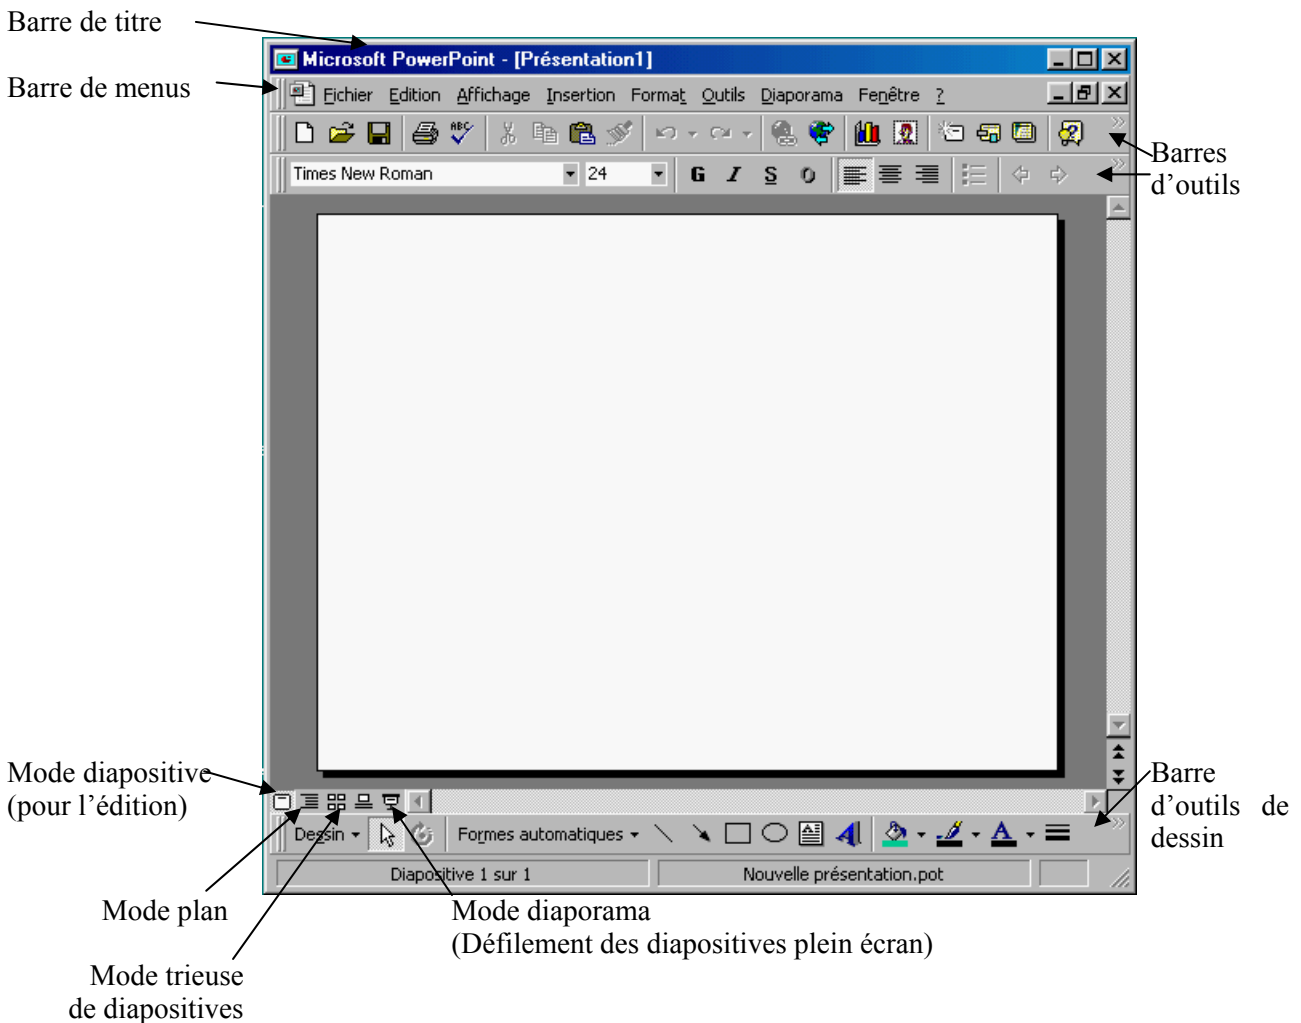 Barre de titre
Microsoft PowerPoint - [Présentation1]
Barre de menus
Fichier Edition Affichage Insertion Format Outils Diaporama Fenêtre ?
ABC
Barres
d’outils
Times New Roman 24 G I S O
Mode diapositive
(pour l’édition)
Barre
d’outils de
dessin
Dessin Formes automatiques A A
Diapositive 1 sur 1 Nouvelle présentation.pot
Mode plan
Mode diaporama
(Défilement des diapositives plein écran)
Mode trieuse
de diapositives